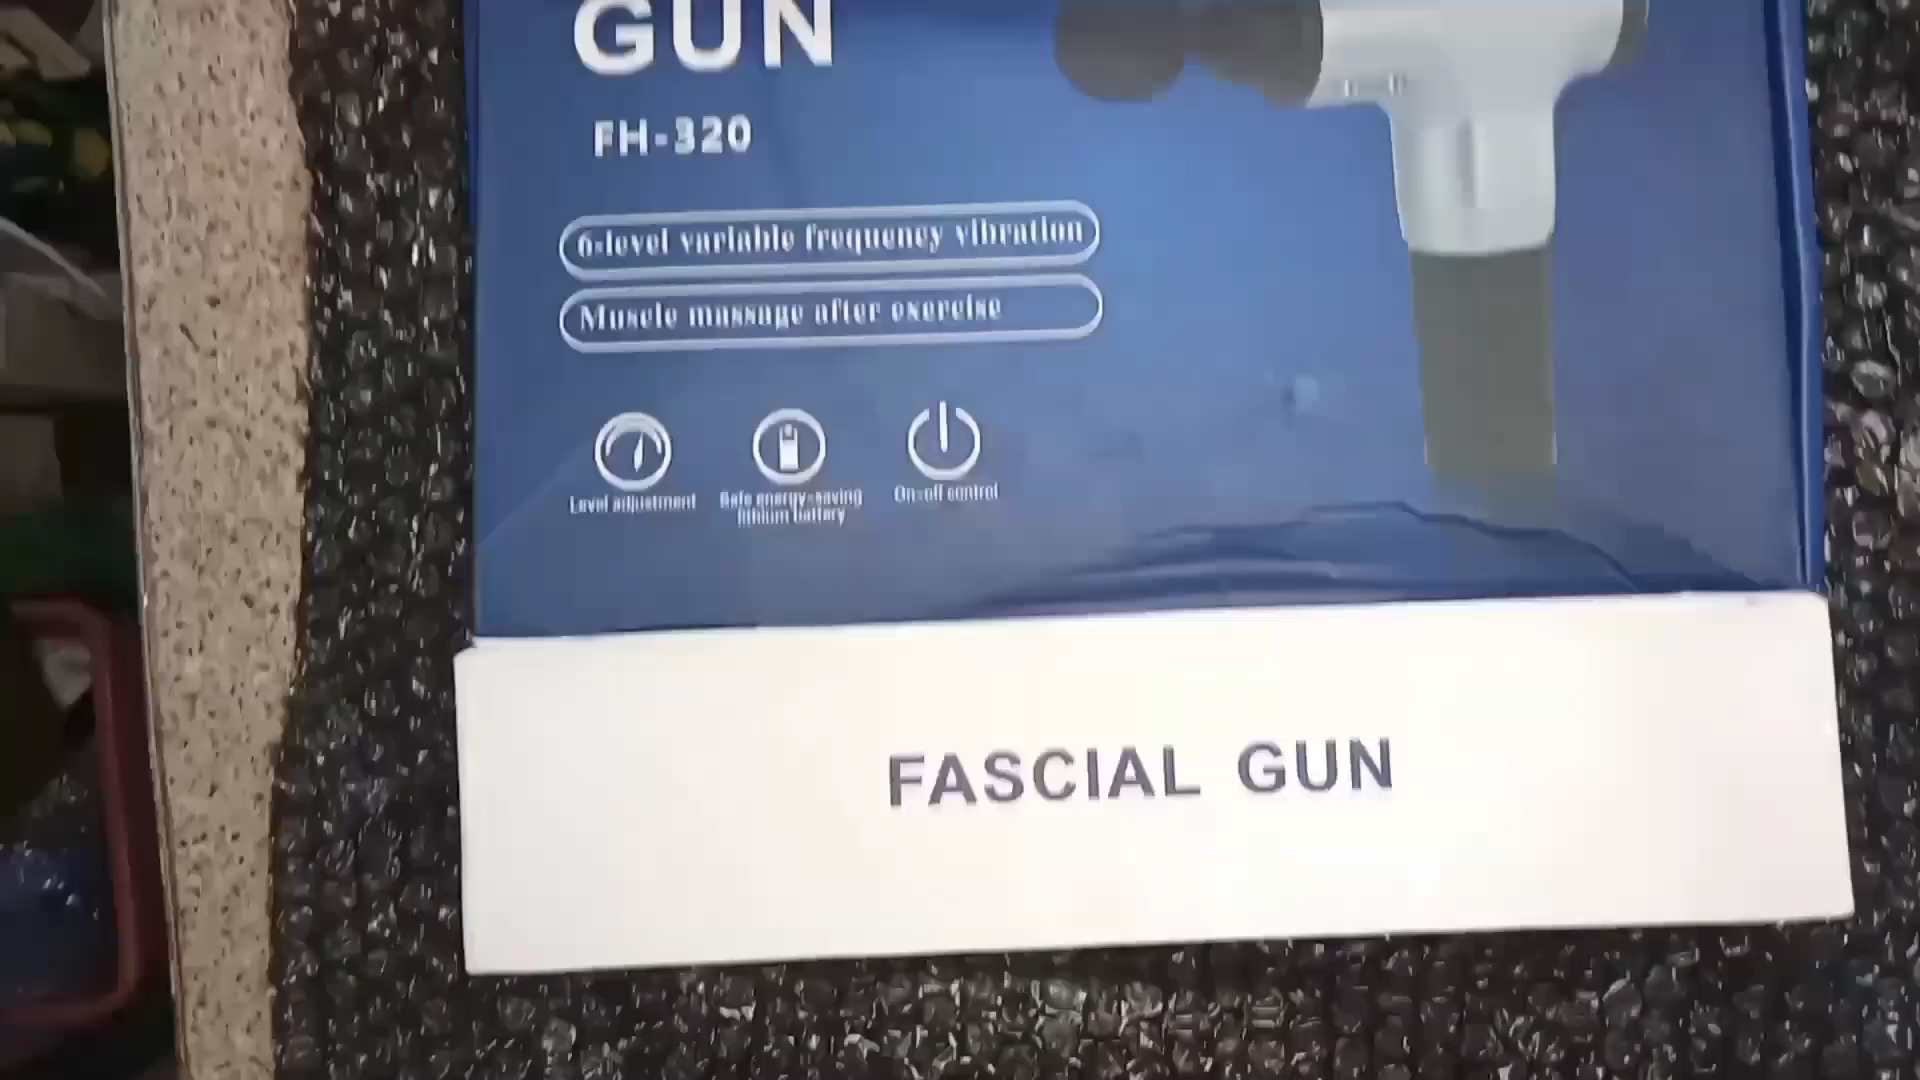 GUN
FH-320
6-level variable frequency vibration
Muscle massage after exercise
Level adjustment
Safe energy-saving
lithium battery
On-off control
FASCIAL GUN